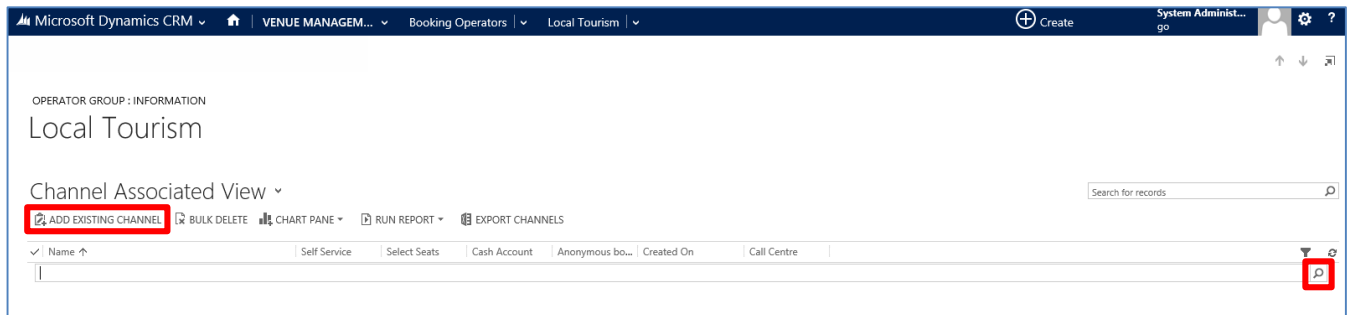 Microsoft Dynamics CRM VENUE MANAGEM... Booking Operators Local Tourism Create System Administ...
go
?
OPERATOR GROUP : INFORMATION
Local Tourism
Channel Associated View
Search for records
ADD EXISTING CHANNEL BULK DELETE CHART PANE RUN REPORT EXPORT CHANNELS
Name Self Service Select Seats Cash Account Anonymous bo... Created On Call Centre